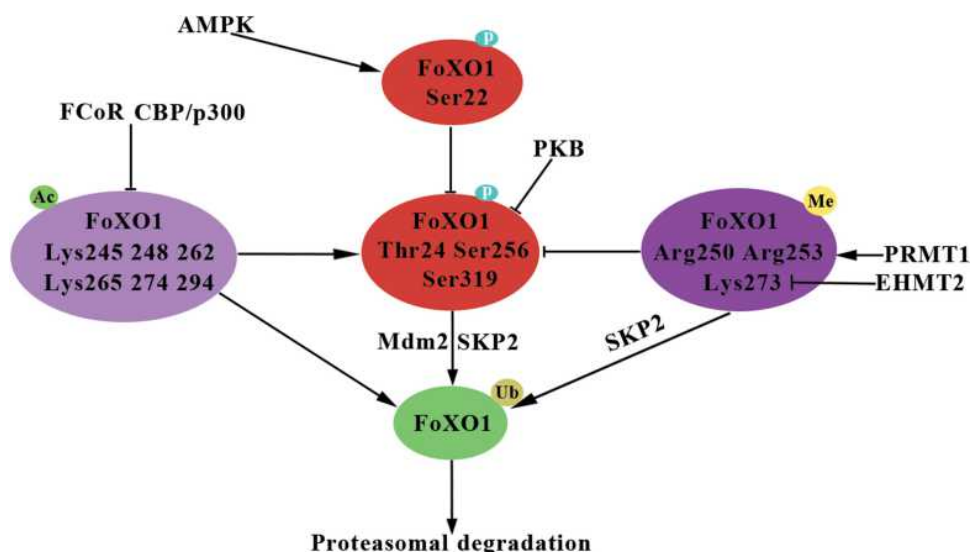 AMPK
P
FoXO1
Ser22
FCoR CBP/p300
PKB
Ac
P
Me
FoXO1
Lys245 248 262
Lys265 274 294
FoXO1
Thr24 Ser256
Ser319
FoXO1
Arg250 Arg253
Lys273
PRMT1
EHMT2
Mdm2 SKP2
SKP2
Ub
FoXO1
Proteasomal degradation